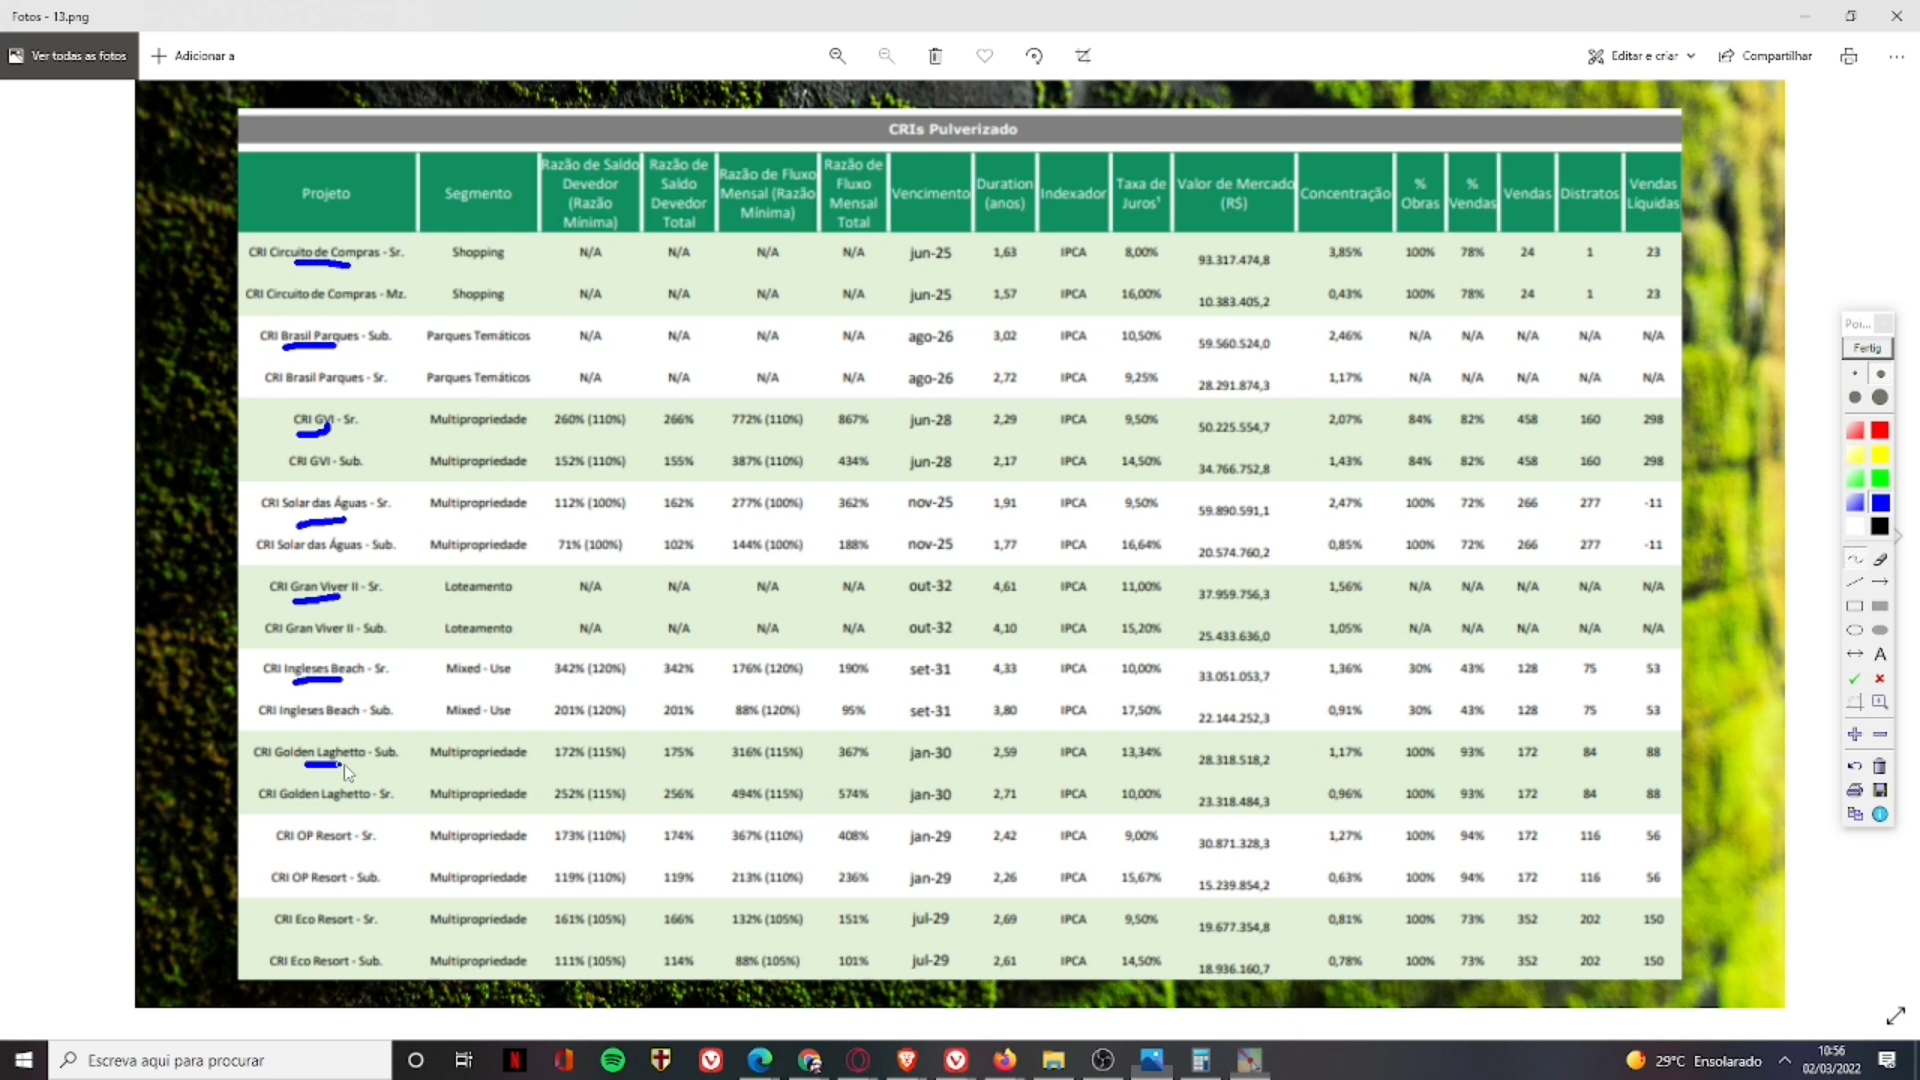 Fotos - 13.png
Ver todas as fotos
Adicionar a
Editar e criar
Compartilhar
CRIs Pulverizado
Projeto Segmento Razão de Saldo Devedor (Razão Mínima) Razão de Saldo Devedor Total Razão de Fluxo Mensal (Razão Mínima) Razão de Fluxo Mensal Total Vencimento Duration (anos) Indexador Taxa de Juros¹ Valor de Mercado (R$) Concentração % Obras % Vendas Vendas Distratos Vendas Líquidas
CRI Circuito de Compras - Sr. Shopping N/A N/A N/A N/A jun-25 1,63 IPCA 8,00% 93.317.474,8 3,85% 100% 78% 24 1 23
CRI Circuito de Compras - Mz. Shopping N/A N/A N/A N/A jun-25 1,57 IPCA 16,00% 10.383.405,2 0,43% 100% 78% 24 1 23
CRI Brasil Parques - Sub. Parques Temáticos N/A N/A N/A N/A ago-26 3,02 IPCA 10,50% 59.560.524,0 2,46% N/A N/A N/A N/A N/A
CRI Brasil Parques - Sr. Parques Temáticos N/A N/A N/A N/A ago-26 2,72 IPCA 9,25% 28.291.874,3 1,17% N/A N/A N/A N/A N/A
CRI GVI - Sr. Multipropriedade 260% (110%) 266% 772% (110%) 867% jun-28 2,29 IPCA 9,50% 50.225.554,7 2,07% 84% 82% 458 160 298
CRI GVI - Sub. Multipropriedade 152% (110%) 155% 387% (110%) 434% jun-28 2,17 IPCA 14,50% 34.766.752,8 1,43% 84% 82% 458 160 298
CRI Solar das Águas - Sr. Multipropriedade 112% (100%) 162% 277% (100%) 362% nov-25 1,91 IPCA 9,50% 59.890.591,1 2,47% 100% 72% 266 277 -11
CRI Solar das Águas - Sub. Multipropriedade 71% (100%) 102% 144% (100%) 188% nov-25 1,77 IPCA 16,64% 20.574.760,2 0,85% 100% 72% 266 277 -11
CRI Gran Viver II - Sr. Loteamento N/A N/A N/A N/A out-32 4,61 IPCA 11,00% 37.959.756,3 1,56% N/A N/A N/A N/A N/A
CRI Gran Viver II - Sub. Loteamento N/A N/A N/A N/A out-32 4,10 IPCA 15,20% 25.433.636,0 1,05% N/A N/A N/A N/A N/A
CRI Ingleses Beach - Sr. Mixed - Use 342% (120%) 342% 176% (120%) 190% set-31 4,33 IPCA 10,00% 33.051.053,7 1,36% 30% 43% 128 75 53
CRI Ingleses Beach - Sub. Mixed - Use 201% (120%) 201% 88% (120%) 95% set-31 3,80 IPCA 17,50% 22.144.252,3 0,91% 30% 43% 128 75 53
CRI Golden Laghetto - Sub. Multipropriedade 172% (115%) 175% 316% (115%) 367% jan-30 2,59 IPCA 13,34% 28.318.518,2 1,17% 100% 93% 172 84 88
CRI Golden Laghetto - Sr. Multipropriedade 252% (115%) 256% 494% (115%) 574% jan-30 2,71 IPCA 10,00% 23.318.484,3 0,96% 100% 93% 172 84 88
CRI OP Resort - Sr. Multipropriedade 173% (110%) 174% 367% (110%) 408% jan-29 2,42 IPCA 9,00% 30.871.328,3 1,27% 100% 94% 172 116 56
CRI OP Resort - Sub. Multipropriedade 119% (110%) 119% 213% (110%) 236% jan-29 2,26 IPCA 15,67% 15.239.854,2 0,63% 100% 94% 172 116 56
CRI Eco Resort - Sr. Multipropriedade 161% (105%) 166% 132% (105%) 151% jul-29 2,69 IPCA 9,50% 19.677.354,8 0,81% 100% 73% 352 202 150
CRI Eco Resort - Sub. Multipropriedade 111% (105%) 114% 88% (105%) 101% jul-29 2,61 IPCA 14,50% 18.936.160,7 0,78% 100% 73% 352 202 150
Poi...
Fertig
A
Escreva aqui para procurar
29°C Ensolarado
10:56
02/03/2022